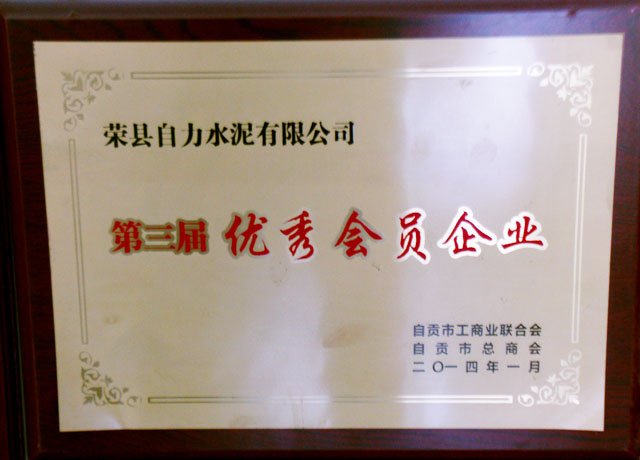 荣县自力水泥有限公司
第三届 优秀会员企业
自贡市工商业联合会
自贡市总商会
二〇一四年一月